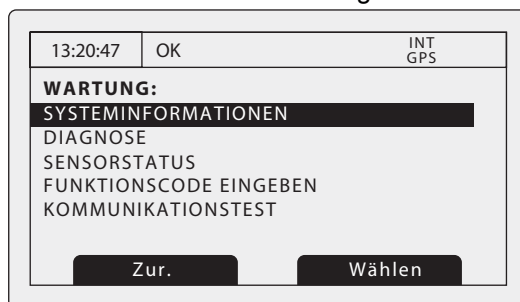 13:20:47 OK INT
GPS
WARTUNG:
SYSTEMINFORMATIONEN
DIAGNOSE
SENSORSTATUS
FUNKTIONSCODE EINGEBEN
KOMMUNIKATIONSTEST
Zur. Wählen